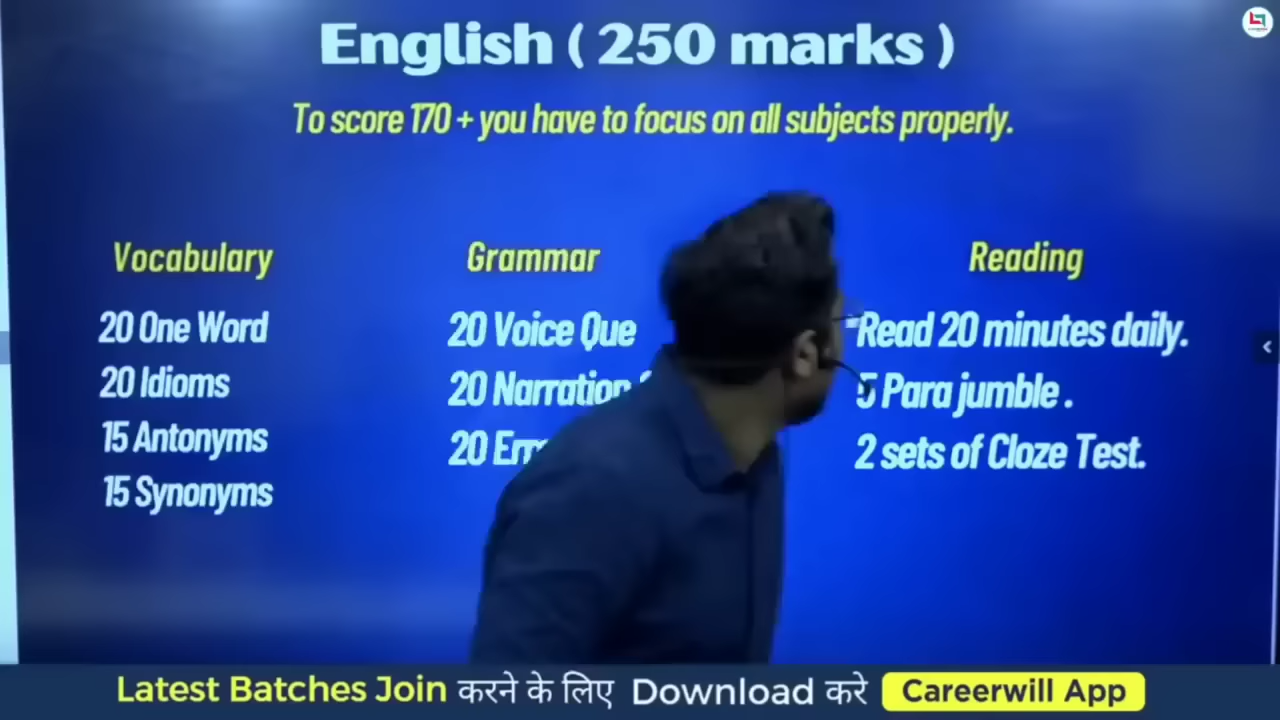 English ( 250 marks )
To score 170 + you have to focus on all subjects properly.
Vocabulary
20 One Word
20 Idioms
15 Antonyms
15 Synonyms
Grammar
20 Voice Que
20 Narration
20
Reading
Read 20 minutes daily.
5 Para jumble .
2 sets of Cloze Test.
Latest Batches Join करने के लिए Download करे Careerwill App